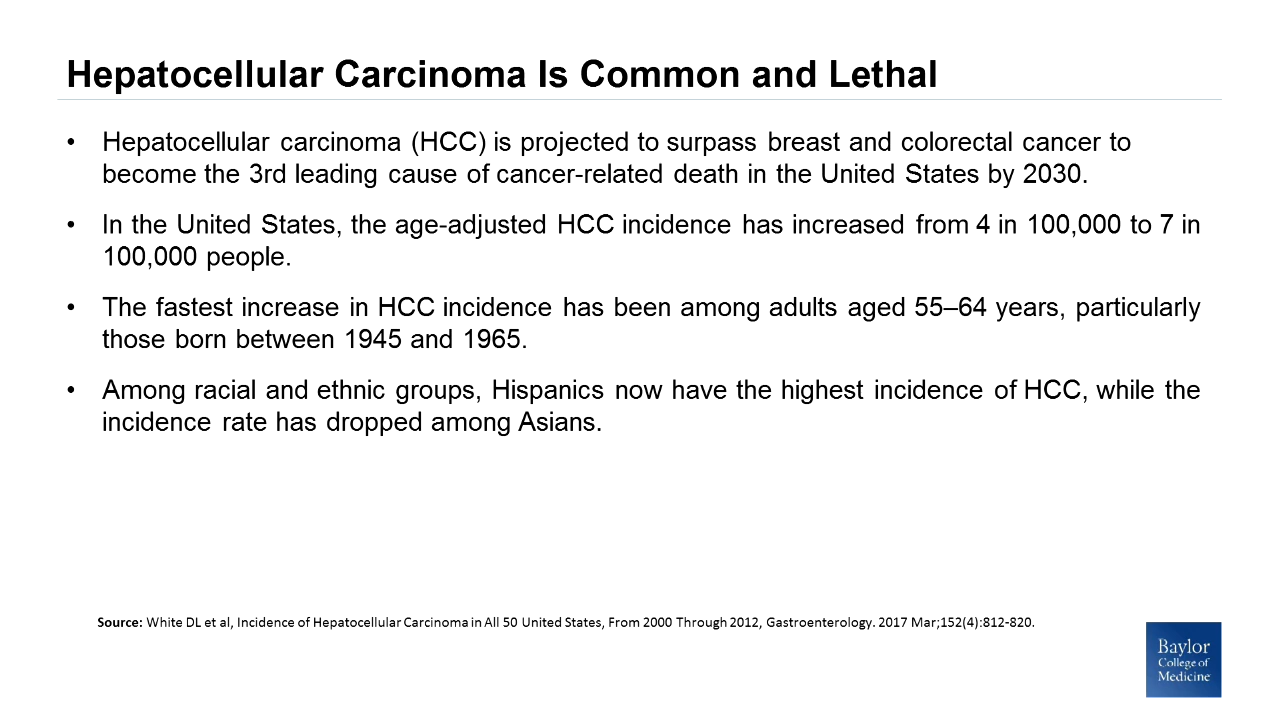 Hepatocellular Carcinoma Is Common and Lethal
• Hepatocellular carcinoma (HCC) is projected to surpass breast and colorectal cancer to
become the 3rd leading cause of cancer-related death in the United States by 2030.
• In the United States, the age-adjusted HCC incidence has increased from 4 in 100,000 to 7 in
100,000 people.
• The fastest increase in HCC incidence has been among adults aged 55–64 years, particularly
those born between 1945 and 1965.
• Among racial and ethnic groups, Hispanics now have the highest incidence of HCC, while the
incidence rate has dropped among Asians.
Source: White DL et al, Incidence of Hepatocellular Carcinoma in All 50 United States, From 2000 Through 2012, Gastroenterology. 2017 Mar;152(4):812-820.
Baylor
College of
Medicine